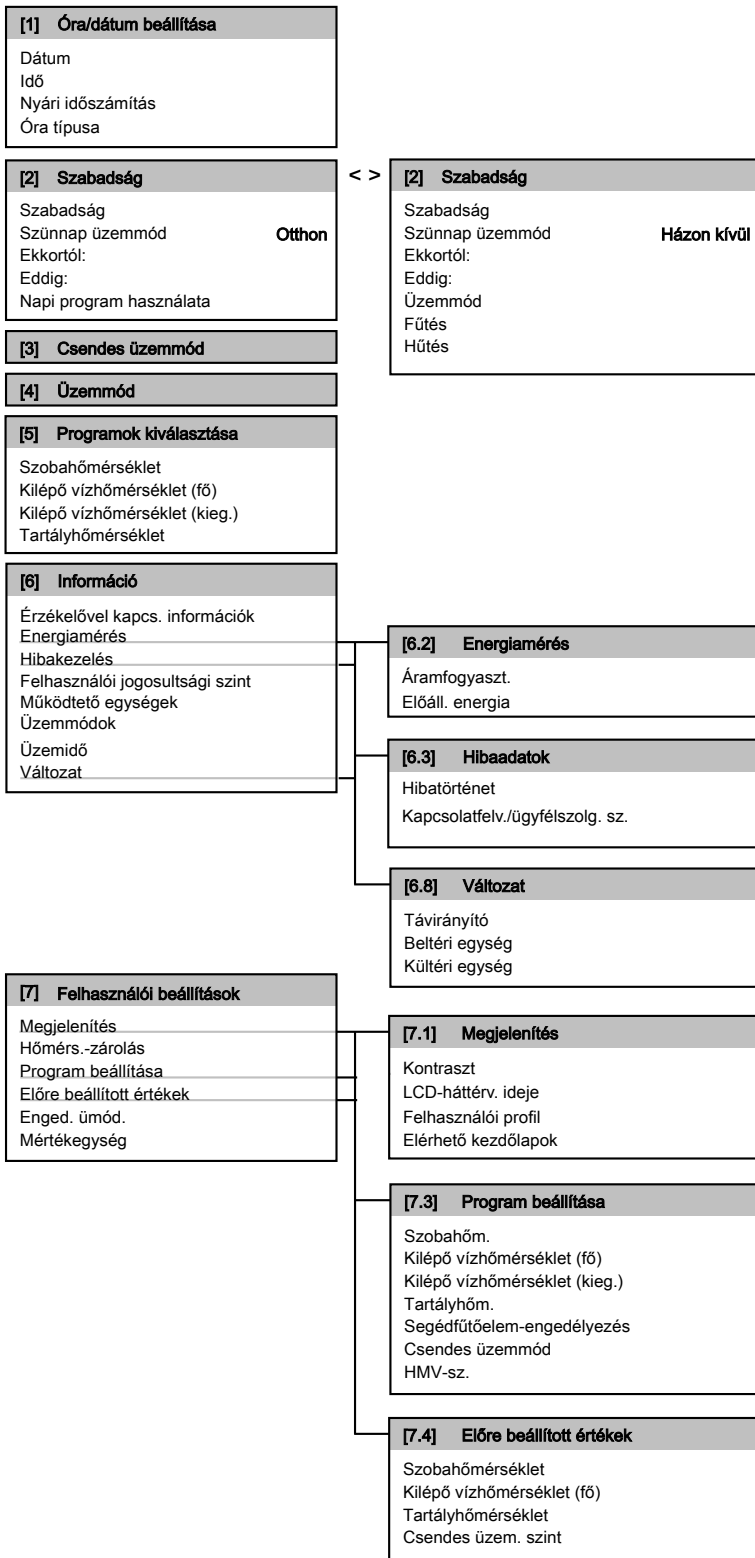 [1] Óra/dátum beállítása
Dátum
Idő
Nyári időszámítás
Óra típusa
[2] Szabadság
Szabadság
Szünnap üzemmód Otthon
Ekkortól:
Eddig:
Napi program használata
< >
[2] Szabadság
Szabadság
Szünnap üzemmód Házon kívül
Ekkortól:
Eddig:
Üzemmód
Fűtés
Hűtés
[3] Csendes üzemmód
[4] Üzemmód
[5] Programok kiválasztása
Szobahőmérséklet
Kilépő vízhőmérséklet (fő)
Kilépő vízhőmérséklet (kieg.)
Tartályhőmérséklet
[6] Információ
Érzékelővel kapcs. információk
Energiamérés
Hibakezelés
Felhasználói jogosultsági szint
Működtető egységek
Üzemmódok
Üzemidő
Változat
[6.2] Energiamérés
Áramfogyaszt.
Előáll. energia
[6.3] Hibaadatok
Hibatörténet
Kapcsolatfelv./ügyfélszolg. sz.
[6.8] Változat
Távirányító
Beltéri egység
Kültéri egység
[7] Felhasználói beállítások
Megjelenítés
Hőmérs.-zárolás
Program beállítása
Előre beállított értékek
Enged. ümód.
Mértékegység
[7.1] Megjelenítés
Kontraszt
LCD-háttérv. ideje
Felhasználói profil
Elérhető kezdőlapok
[7.3] Program beállítása
Szobahőm.
Kilépő vízhőmérséklet (fő)
Kilépő vízhőmérséklet (kieg.)
Tartályhőm.
Segédfűtőelem-engedélyezés
Csendes üzemmód
HMV-sz.
[7.4] Előre beállított értékek
Szobahőmérséklet
Kilépő vízhőmérséklet (fő)
Tartályhőmérséklet
Csendes üzem. szint